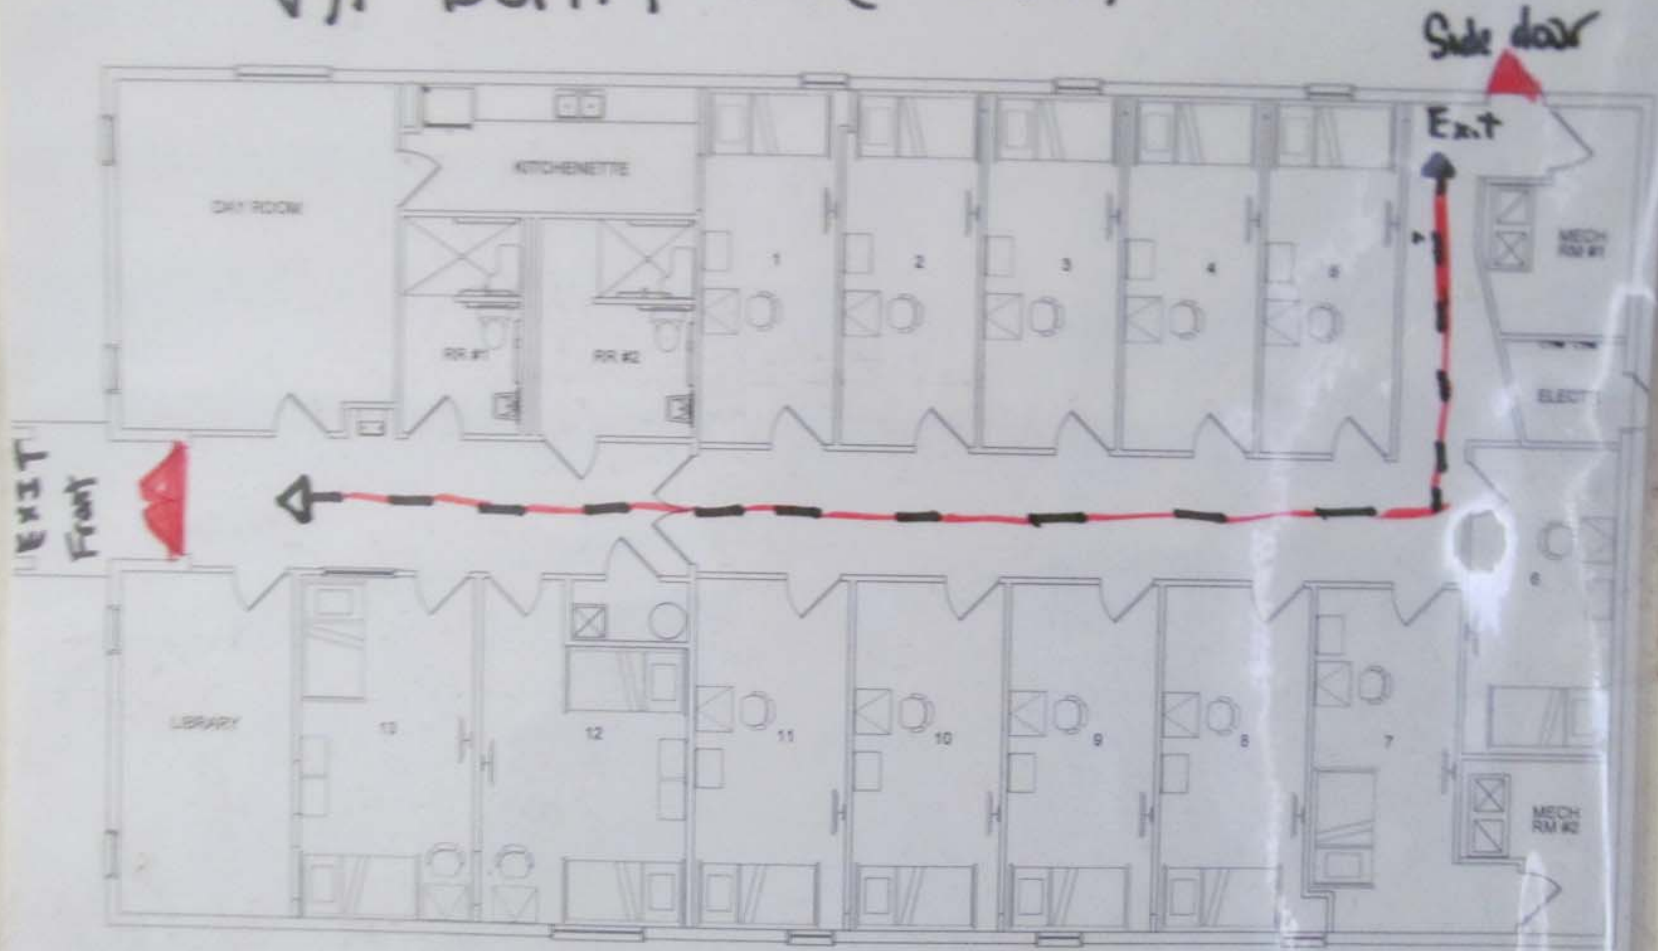 Side door
Exit
KITCHENETTE
DAY ROOM
MECH
RM #1
1
2
3
4
5
RR #1
RR #2
ELECT
EXIT
Front
6
LIBRARY
13
12
11
10
9
8
7
MECH
RM #2